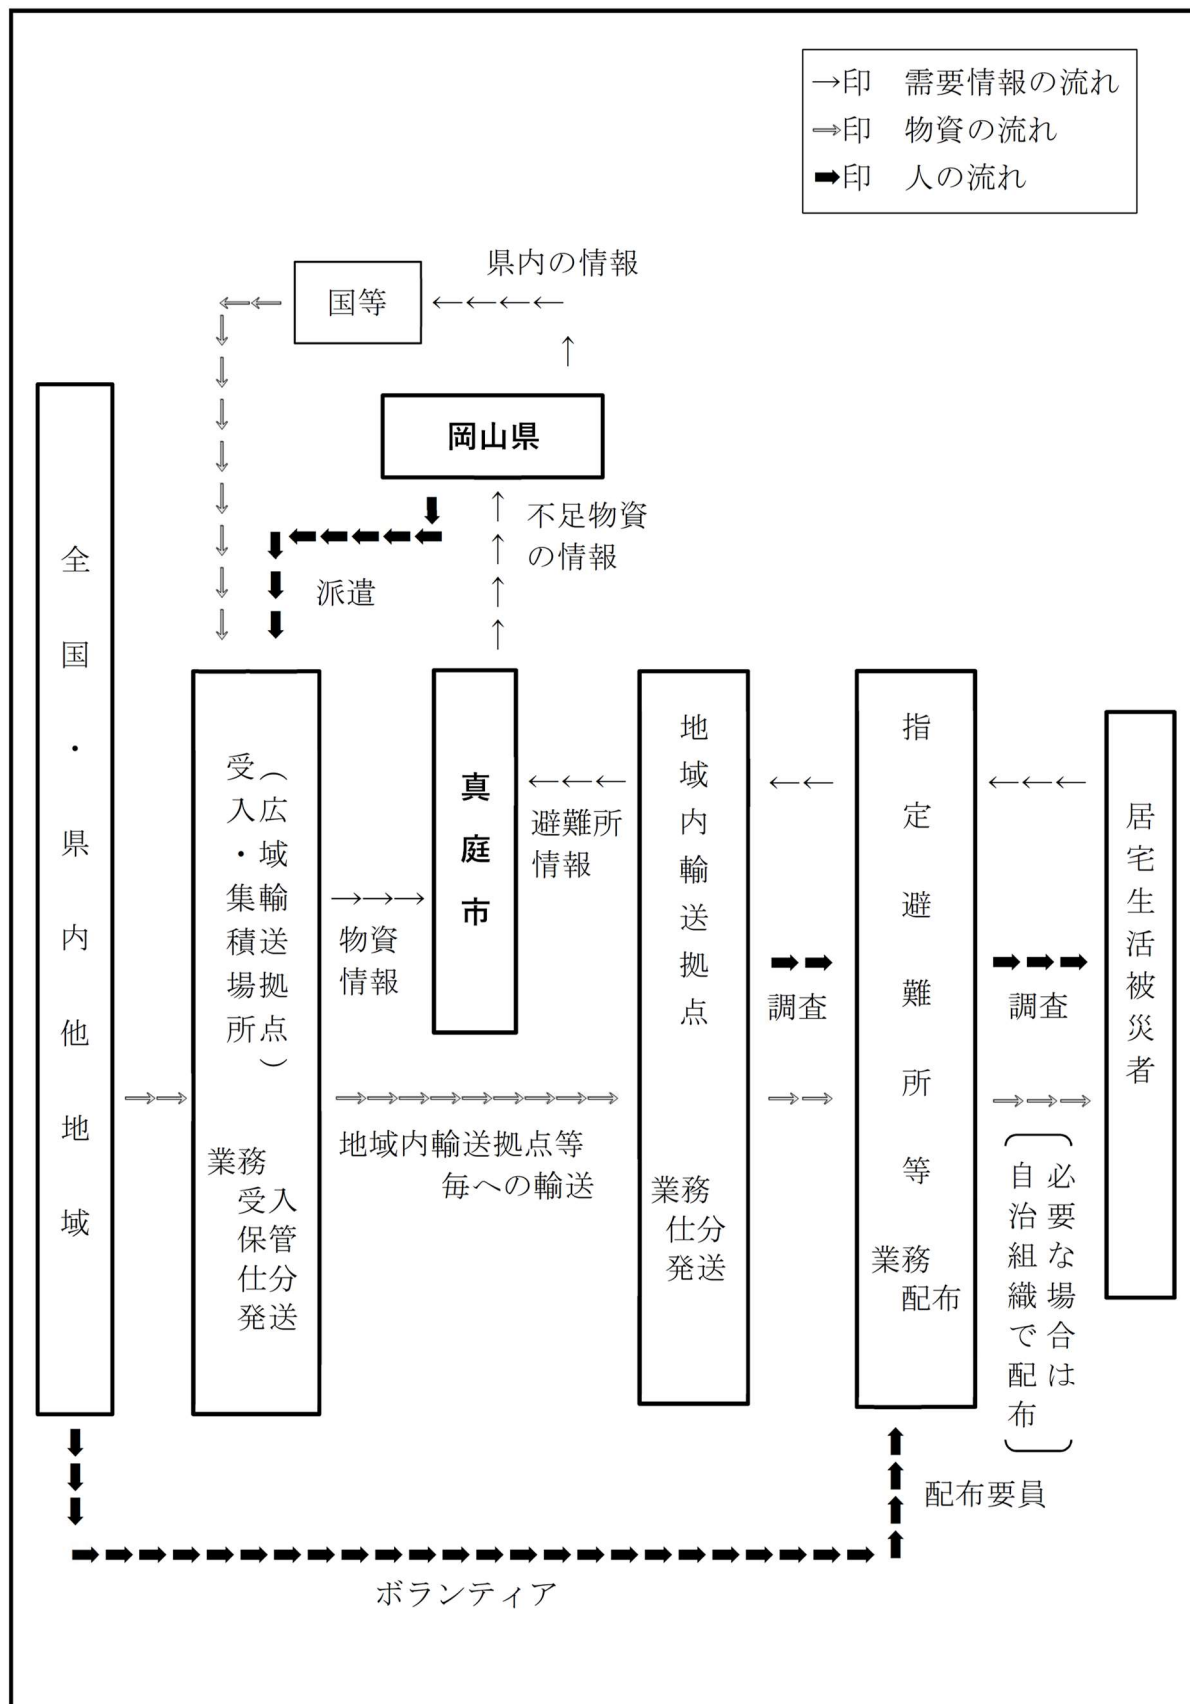 →印　需要情報の流れ
⇒印　物資の流れ
➡印　人の流れ
県内の情報
国等
岡山県
不足物資
の情報
派遣
全国・県内他地域
受入・集積場所
（広域輸送拠点）
業務
受入
保管
仕分
発送
物資
情報
真庭市
避難所
情報
地域内輸送拠点等
毎への輸送
地域内輸送拠点
業務
仕分
発送
調査
指定避難所等
業務
配布
調査
必要な場合は
自治組織で配布
居宅生活被災者
配布要員
ボランティア